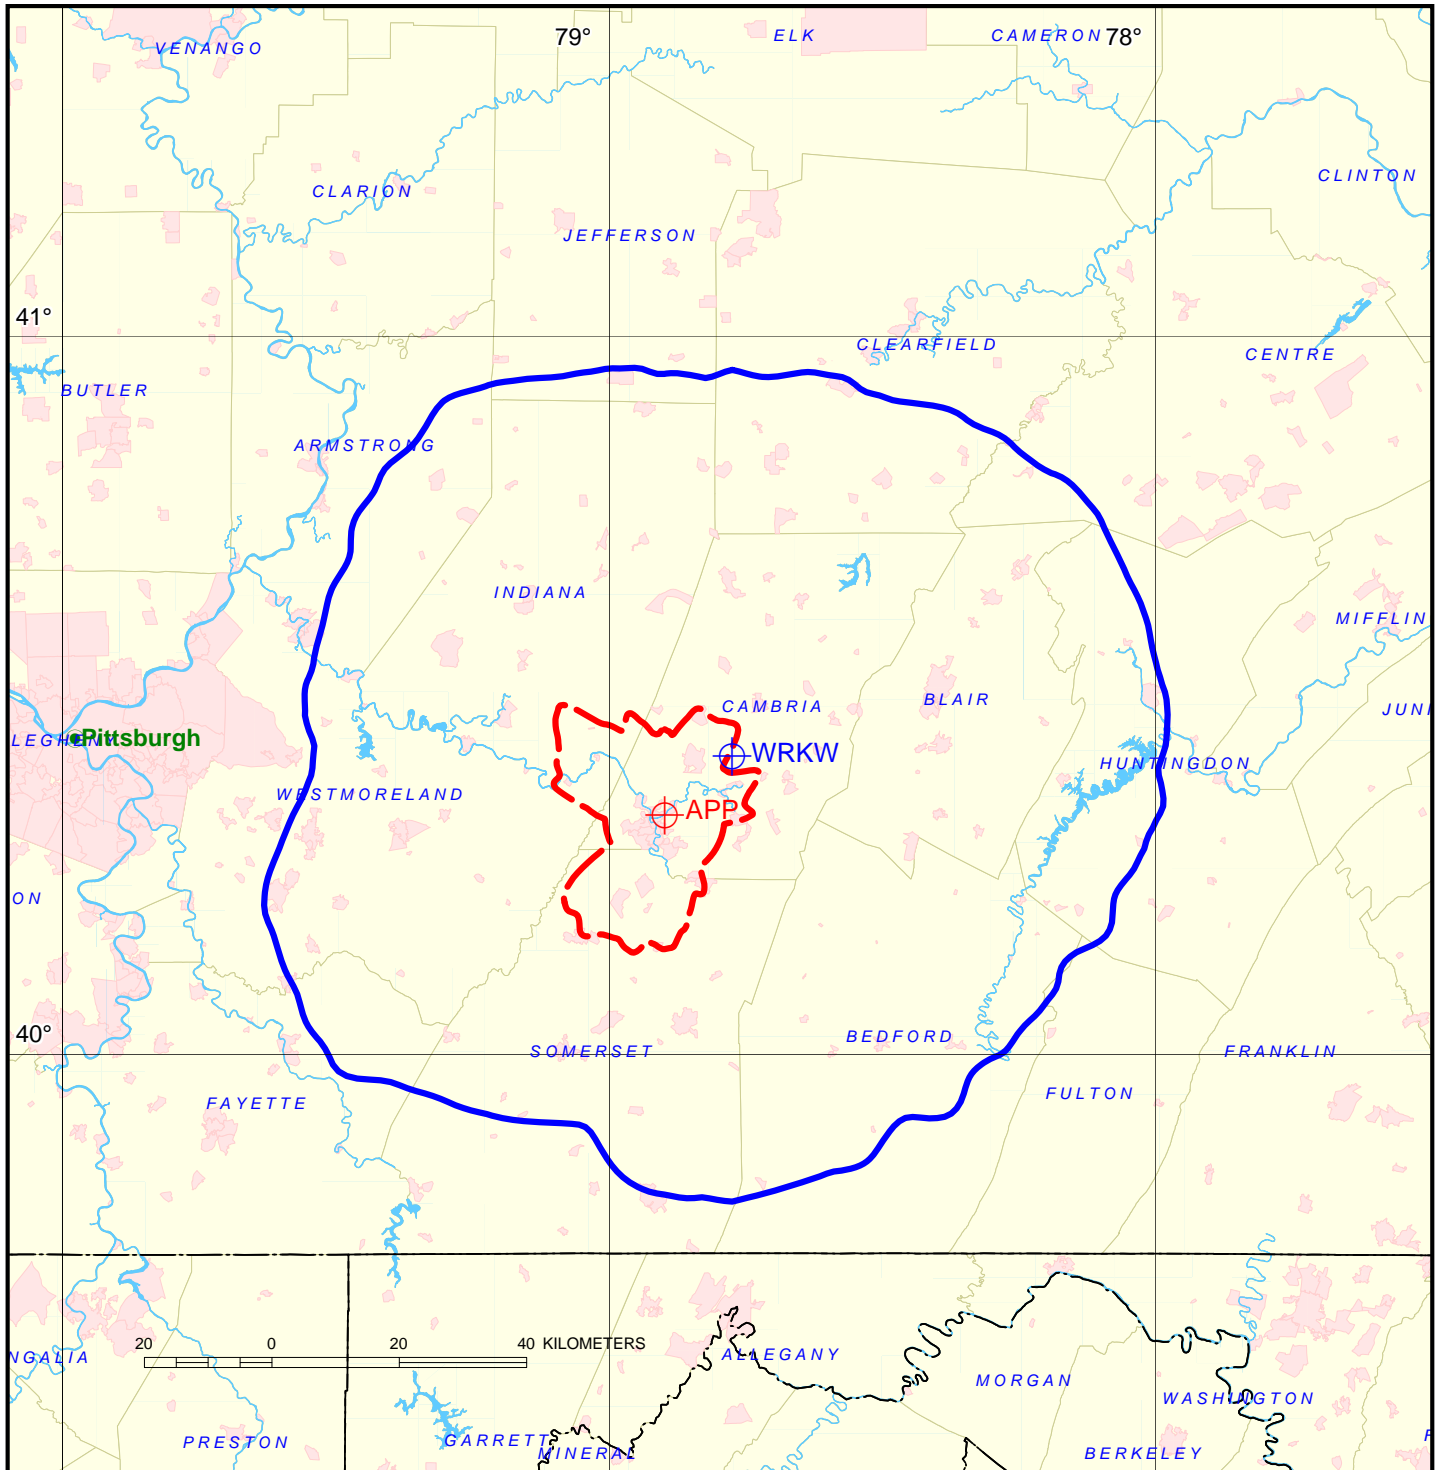 79°
ELK
CAMERON
78°
VENANGO
CLINTON
CLARION
JEFFERSON
41°
CLEARFIELD
CENTRE
BUTLER
ARMSTRONG
INDIANA
MIFFLIN
BLAIR
CAMBRIA
JUNI
LEGHENY
Pittsburgh
WRKW
HUNTINGDON
WESTMORELAND
APP
ON
40°
BEDFORD
SOMERSET
FRANKLIN
FULTON
FAYETTE
20 0 20 40 KILOMETERS
NGALIA
ALLEGANY
MORGAN
WASHINGTON
PRESTON
GARRETT
MINERAL
BERKELEY
F